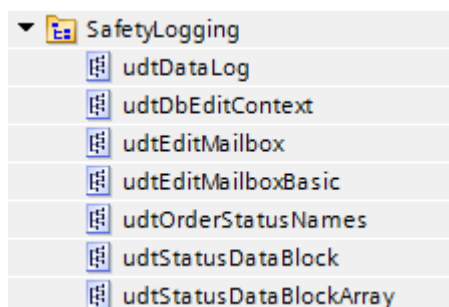 SafetyLogging
udtDataLog
udtDbEditContext
udtEditMailbox
udtEditMailboxBasic
udtOrderStatusNames
udtStatusDataBlock
udtStatusDataBlockArray